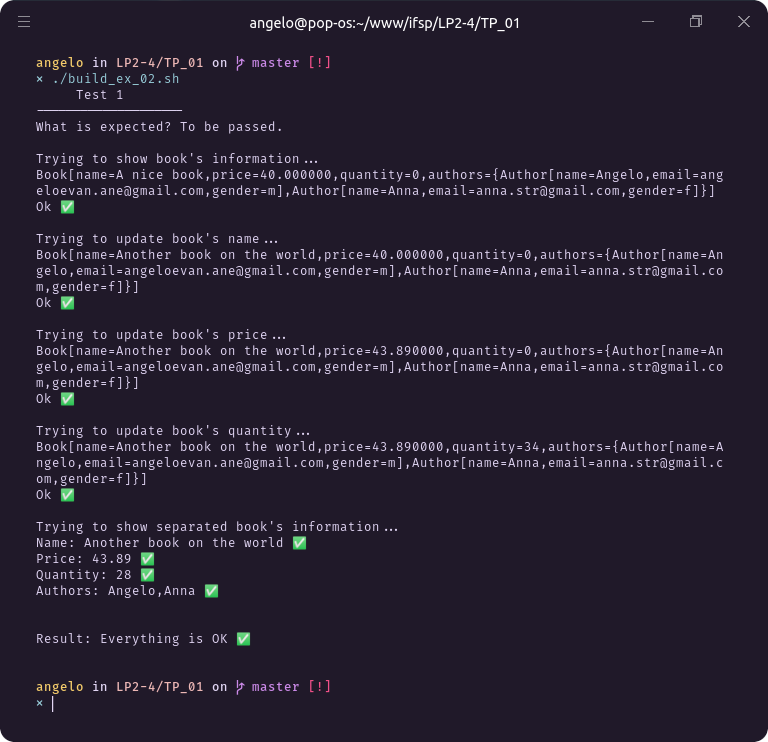 angelo@pop-os:~/www/ifsp/LP2-4/TP_01
angelo in LP2-4/TP_01 on master [!]
× ./build_ex_02.sh
Test 1
------------------
What is expected? To be passed.
Trying to show book's information...
Book[name=A nice book,price=40.000000,quantity=0,authors={Author[name=Angelo,email=ang
eloevan.ane@gmail.com,gender=m],Author[name=Anna,email=anna.str@gmail.com,gender=f]}]
Ok ✅
Trying to update book's name...
Book[name=Another book on the world,price=40.000000,quantity=0,authors={Author[name=An
gelo,email=angeloevan.ane@gmail.com,gender=m],Author[name=Anna,email=anna.str@gmail.co
m,gender=f]}]
Ok ✅
Trying to update book's price...
Book[name=Another book on the world,price=43.890000,quantity=0,authors={Author[name=An
gelo,email=angeloevan.ane@gmail.com,gender=m],Author[name=Anna,email=anna.str@gmail.co
m,gender=f]}]
Ok ✅
Trying to update book's quantity...
Book[name=Another book on the world,price=43.890000,quantity=34,authors={Author[name=A
ngelo,email=angeloevan.ane@gmail.com,gender=m],Author[name=Anna,email=anna.str@gmail.c
om,gender=f]}]
Ok ✅
Trying to show separated book's information...
Name: Another book on the world ✅
Price: 43.89 ✅
Quantity: 28 ✅
Authors: Angelo,Anna ✅
Result: Everything is OK ✅
angelo in LP2-4/TP_01 on master [!]
×